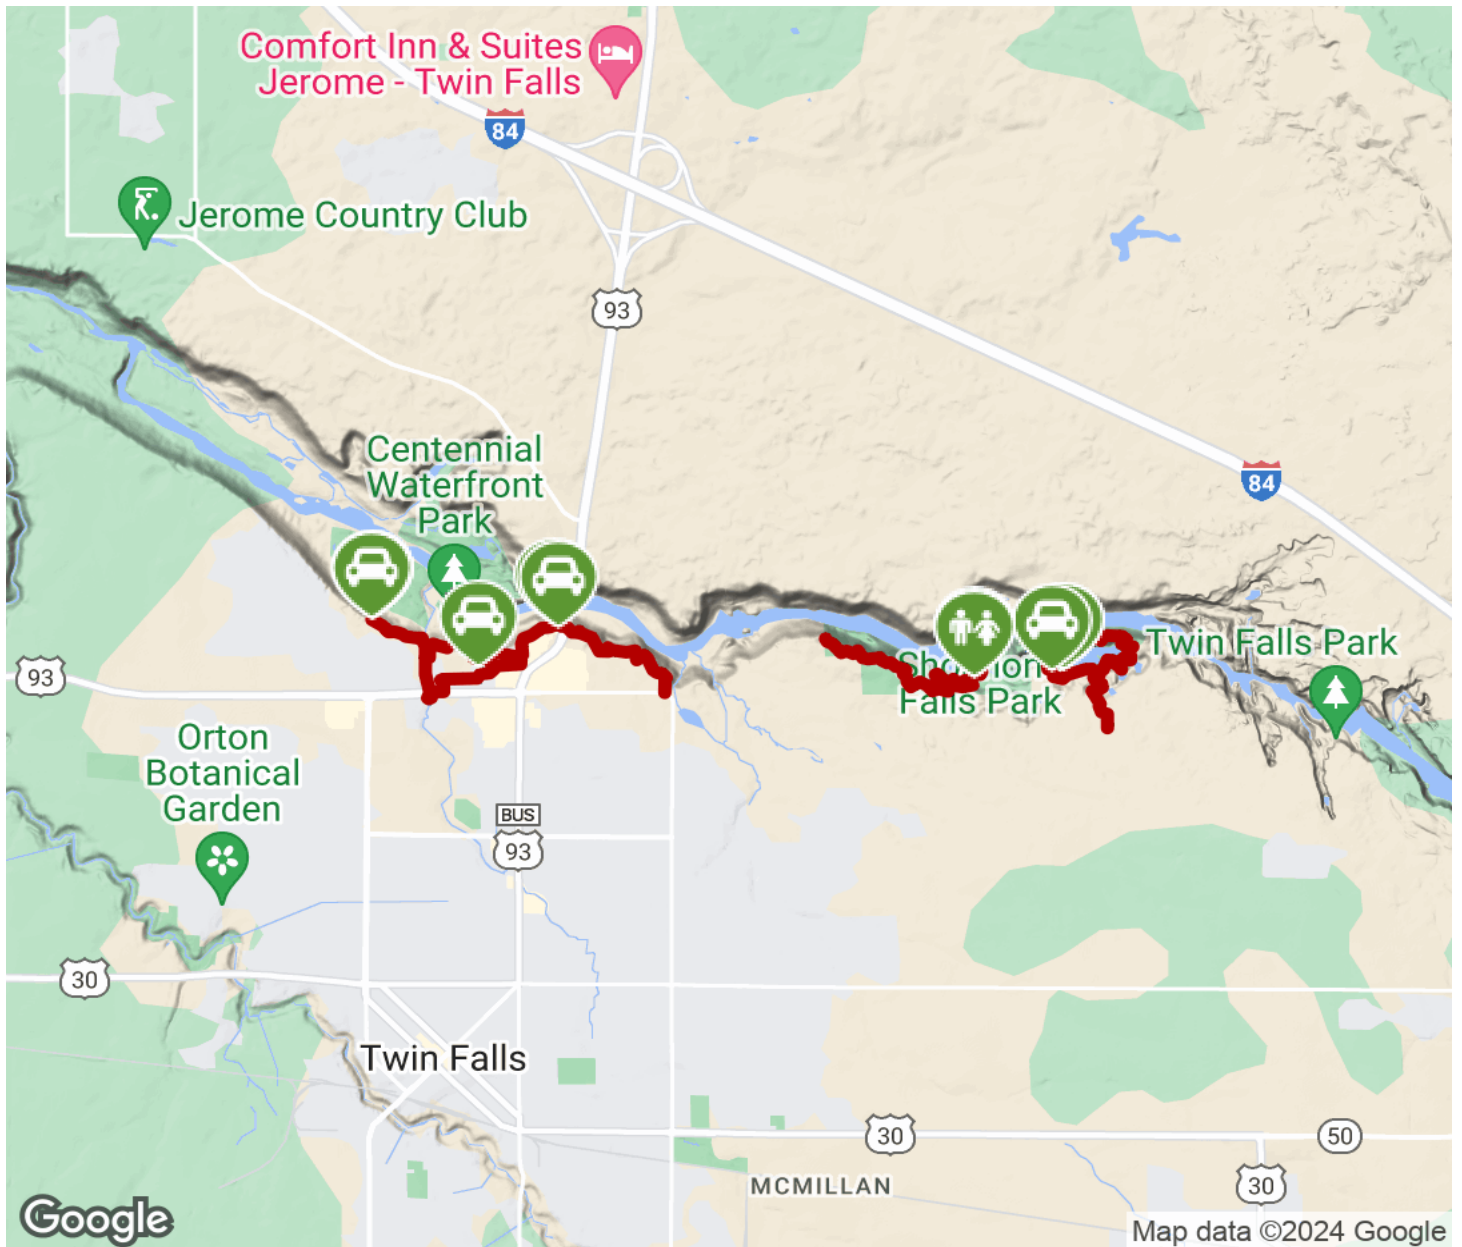 Comfort Inn & Suites
Jerome - Twin Falls
84
Jerome Country Club
93
Centennial
Waterfront
Park
84
93
Twin Falls Park
Falls Park
Orton
Botanical
Garden
BUS
93
30
Twin Falls
30
50
MCMILLAN
30
Google
Map data ©2024 Google